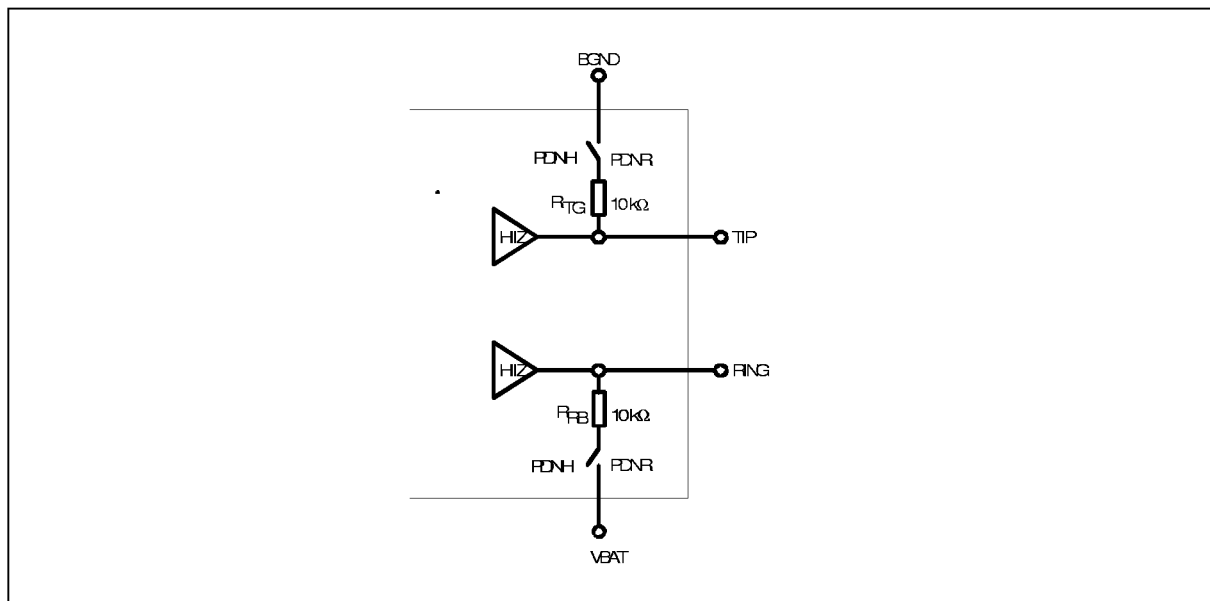 BGND
PDNH PDNR
RTG 10kΩ
HIZ TIP
HIZ RING
RRB 10kΩ
PDNH PDNR
VBAT